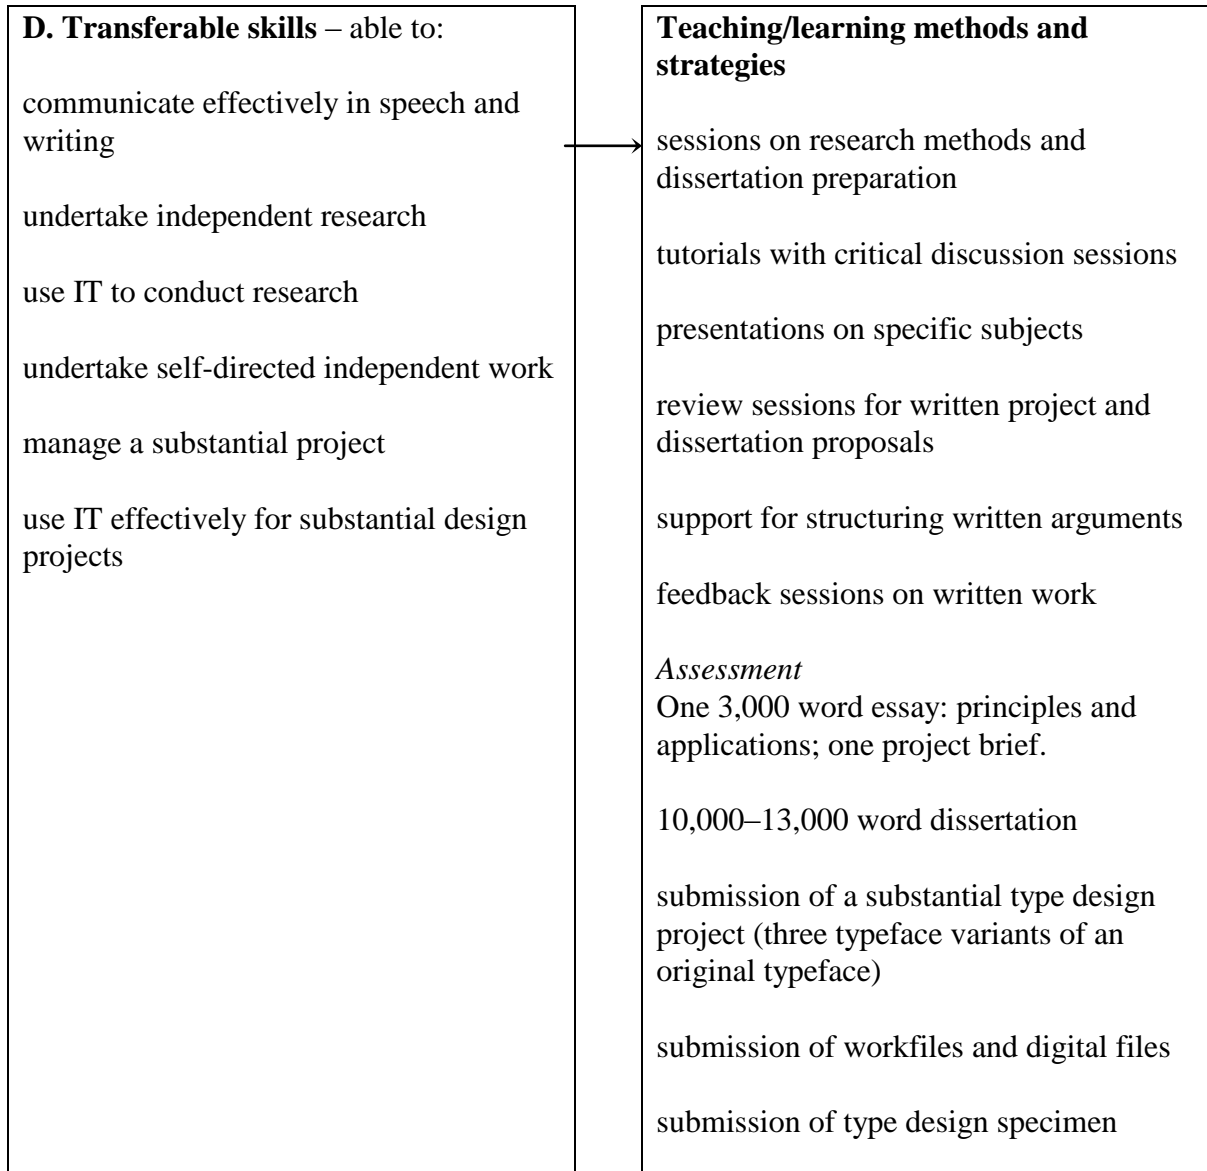 D. Transferable skills – able to:
communicate effectively in speech and
writing
undertake independent research
use IT to conduct research
undertake self-directed independent work
manage a substantial project
use IT effectively for substantial design
projects
Teaching/learning methods and
strategies
sessions on research methods and
dissertation preparation
tutorials with critical discussion sessions
presentations on specific subjects
review sessions for written project and
dissertation proposals
support for structuring written arguments
feedback sessions on written work
Assessment
One 3,000 word essay: principles and
applications; one project brief.
10,000–13,000 word dissertation
submission of a substantial type design
project (three typeface variants of an
original typeface)
submission of workfiles and digital files
submission of type design specimen